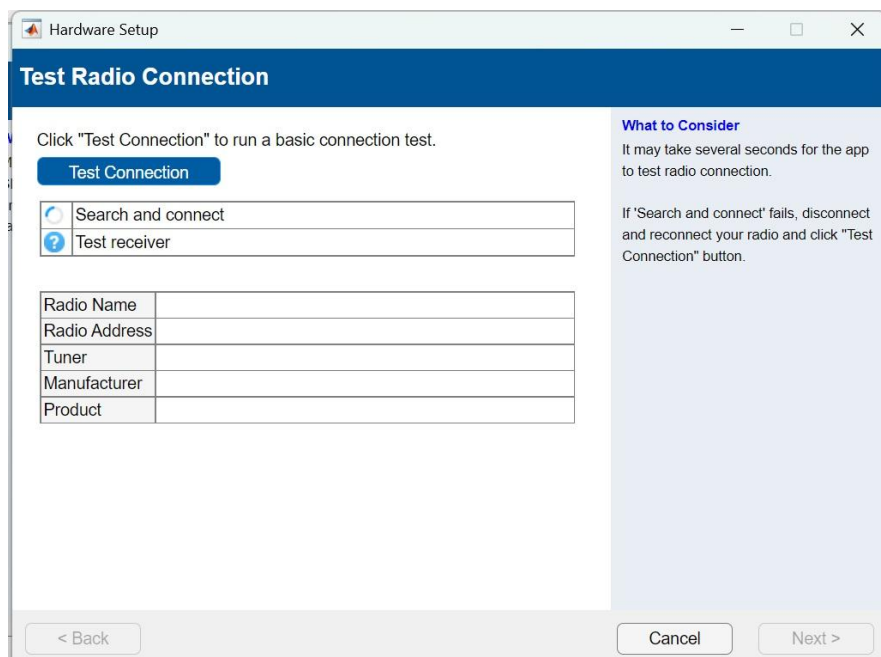 Hardware Setup
Test Radio Connection
Click "Test Connection" to run a basic connection test.
Test Connection
Search and connect
? Test receiver
Radio Name
Radio Address
Tuner
Manufacturer
Product
What to Consider
It may take several seconds for the app
to test radio connection.
If 'Search and connect' fails, disconnect
and reconnect your radio and click "Test
Connection" button.
< Back
Cancel
Next >